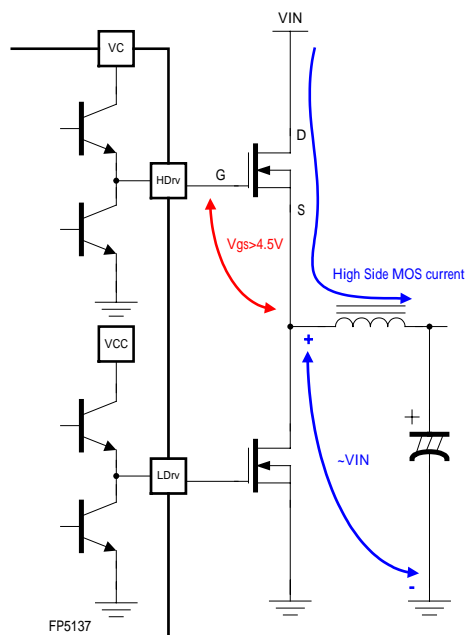 VIN
VC
D
HDrv
G
S
Vgs>4.5V
High Side MOS current
+
VCC
+
~VIN
LDrv
-
FP5137